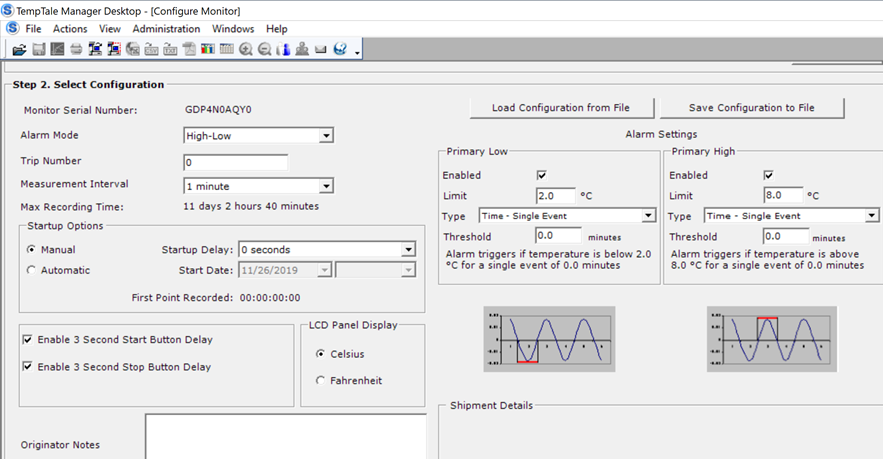 TempTale Manager Desktop - [Configure Monitor]
File Actions View Administration Windows Help
Step 2. Select Configuration
Monitor Serial Number: GDP4N0AQY0
Load Configuration from File Save Configuration to File
Alarm Mode High-Low
Alarm Settings
Trip Number 0
Measurement Interval 1 minute
Max Recording Time: 11 days 2 hours 40 minutes
Primary Low
Enabled
Limit 2.0 °C
Type Time - Single Event
Threshold 0.0 minutes
Alarm triggers if temperature is below 2.0
°C for a single event of 0.0 minutes
Primary High
Enabled
Limit 8.0 °C
Type Time - Single Event
Threshold 0.0 minutes
Alarm triggers if temperature is above
8.0 °C for a single event of 0.0 minutes
Startup Options
Manual Startup Delay: 0 seconds
Automatic Start Date: 11/26/2019
First Point Recorded: 00:00:00:00
Enable 3 Second Start Button Delay
Enable 3 Second Stop Button Delay
LCD Panel Display
Celsius
Fahrenheit
Shipment Details
Originator Notes